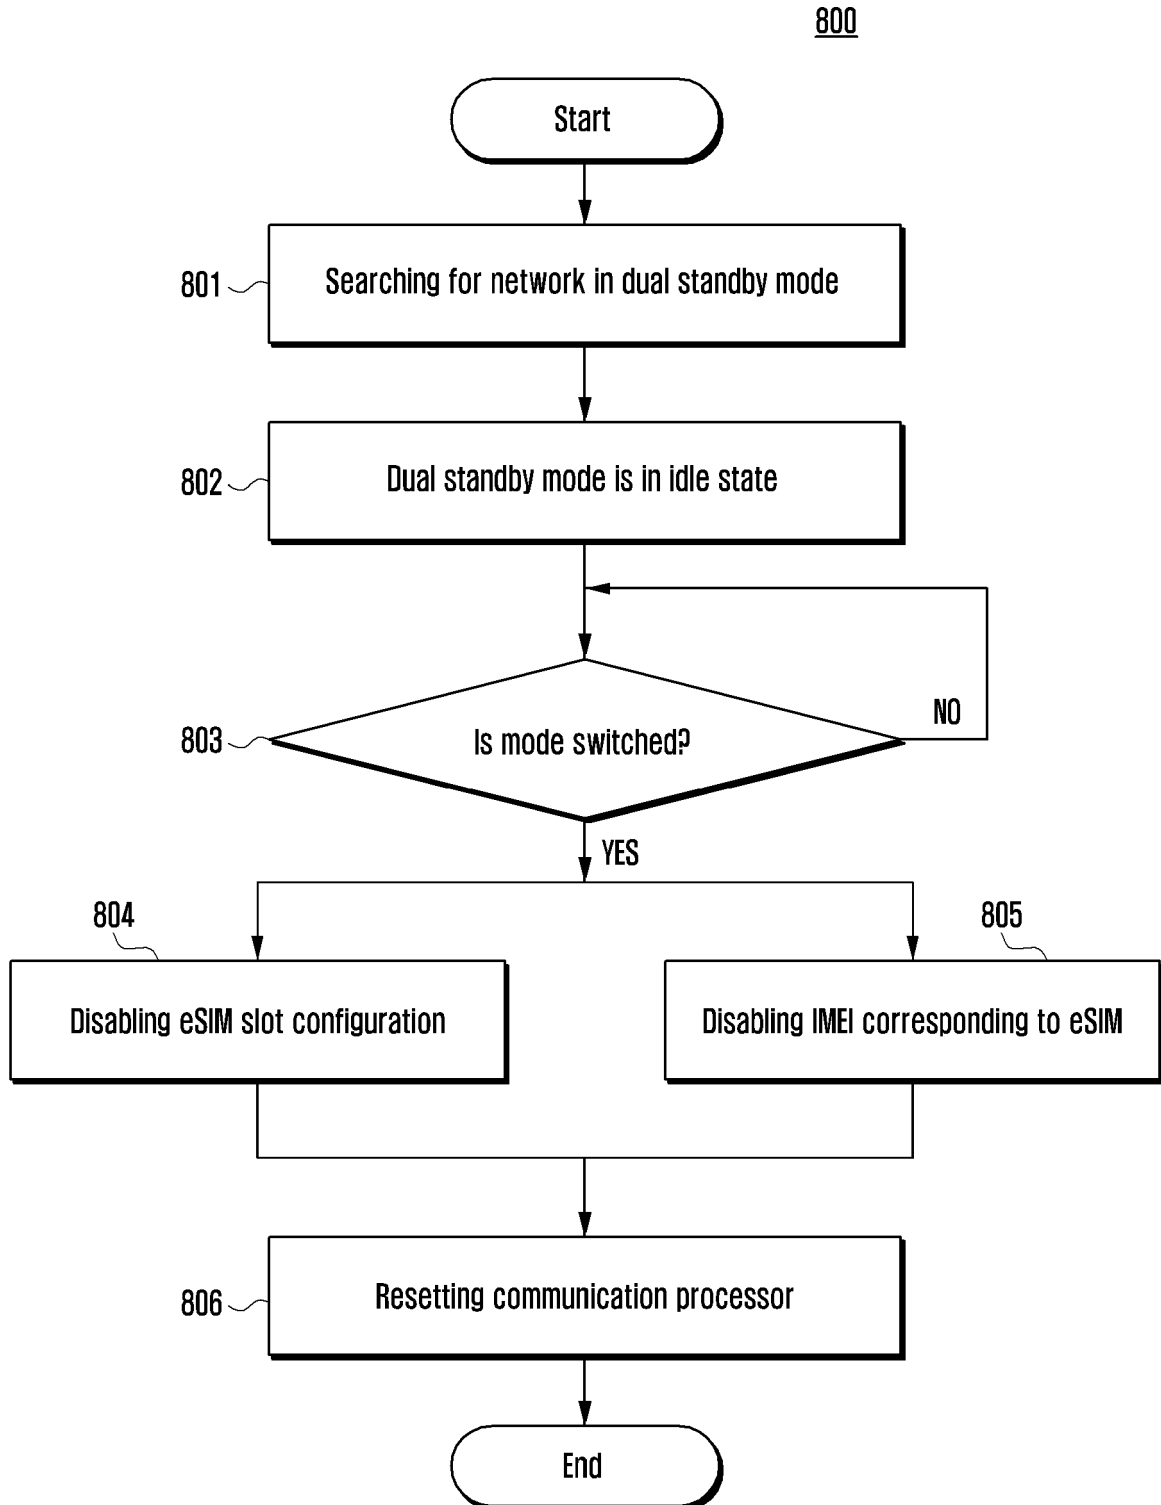 800
Start
801
Searching for network in dual standby mode
802
Dual standby mode is in idle state
803
Is mode switched?
NO
YES
804
805
Disabling eSIM slot configuration
Disabling IMEI corresponding to eSIM
806
Resetting communication processor
End